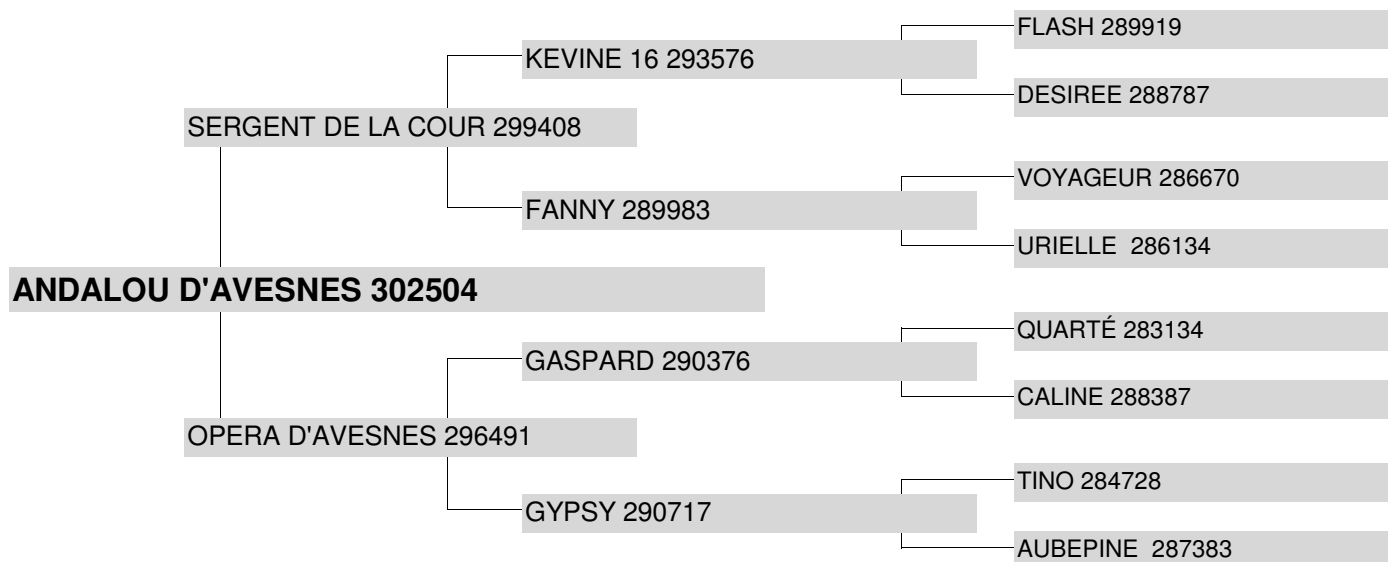 FLASH 289919
KEVINE 16 293576
DESIREE 288787
SERGENT DE LA COUR 299408
VOYAGEUR 286670
FANNY 289983
URIELLE  286134
ANDALOU D'AVESNES 302504
QUARTÉ 283134
GASPARD 290376
CALINE 288387
OPERA D'AVESNES 296491
TINO 284728
GYPSY 290717
AUBEPINE  287383